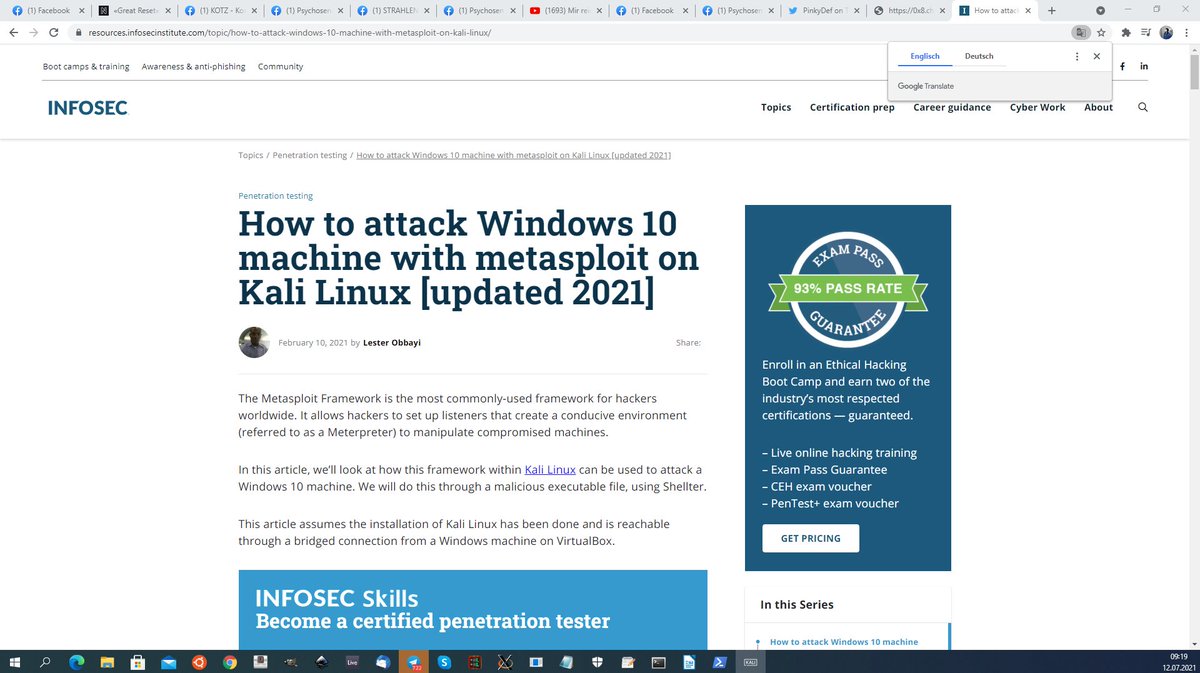 (1) Facebook
«Great Reset
(1) KOTZ - Ko
(1) Psychosen
(1) STRAHLEN
(1) Psychosen
(1693) Mir rei
(1) Facebook
(1) Psychosen
PinkyDef on T
https://0x8.ch
How to attack
resources.infosecinstitute.com/topic/how-to-attack-windows-10-machine-with-metasploit-on-kali-linux/
Boot camps & training Awareness & anti-phishing Community
Englisch Deutsch
Google Translate
f in
INFOSEC
Topics Certification prep Career guidance Cyber Work About
Topics / Penetration testing / How to attack Windows 10 machine with metasploit on Kali Linux [updated 2021]
Penetration testing
How to attack Windows 10
machine with metasploit on
Kali Linux [updated 2021]
February 10, 2021 by Lester Obbayi
Share:
The Metasploit Framework is the most commonly-used framework for hackers
worldwide. It allows hackers to set up listeners that create a conducive environment
(referred to as a Meterpreter) to manipulate compromised machines.
In this article, we'll look at how this framework within Kali Linux can be used to attack a
Windows 10 machine. We will do this through a malicious executable file, using Shellter.
This article assumes the installation of Kali Linux has been done and is reachable
through a bridged connection from a Windows machine on VirtualBox.
INFOSEC Skills
Become a certified penetration tester
EXAM PASS
93% PASS RATE
GUARANTEE
Enroll in an Ethical Hacking
Boot Camp and earn two of the
industry's most respected
certifications — guaranteed.
– Live online hacking training
– Exam Pass Guarantee
– CEH exam voucher
– PenTest+ exam voucher
GET PRICING
In this Series
How to attack Windows 10 machine
Live
KALI
09:19
12.07.2021